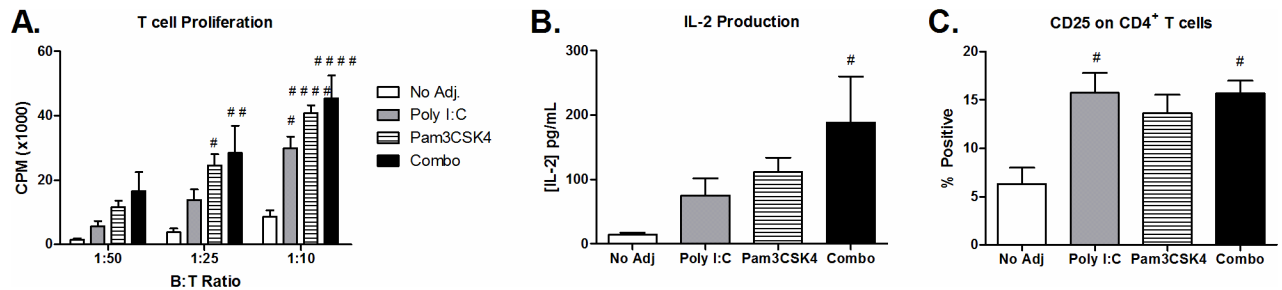 A.
T cell Proliferation
CPM (x1000)
60
40
20
0
# # # #
# # # #
#
# #
#
1:50
1:25
1:10
B:T Ratio
No Adj.
Poly I:C
Pam3CSK4
Combo
B.
IL-2 Production
[IL-2] pg/mL
300
200
100
0
#
No Adj
Poly I:C
Pam3CSK4
Combo
C.
CD25 on CD4⁺ T cells
% Positive
20
15
10
5
0
#
#
No Adj
Poly I:C
Pam3CSK4
Combo